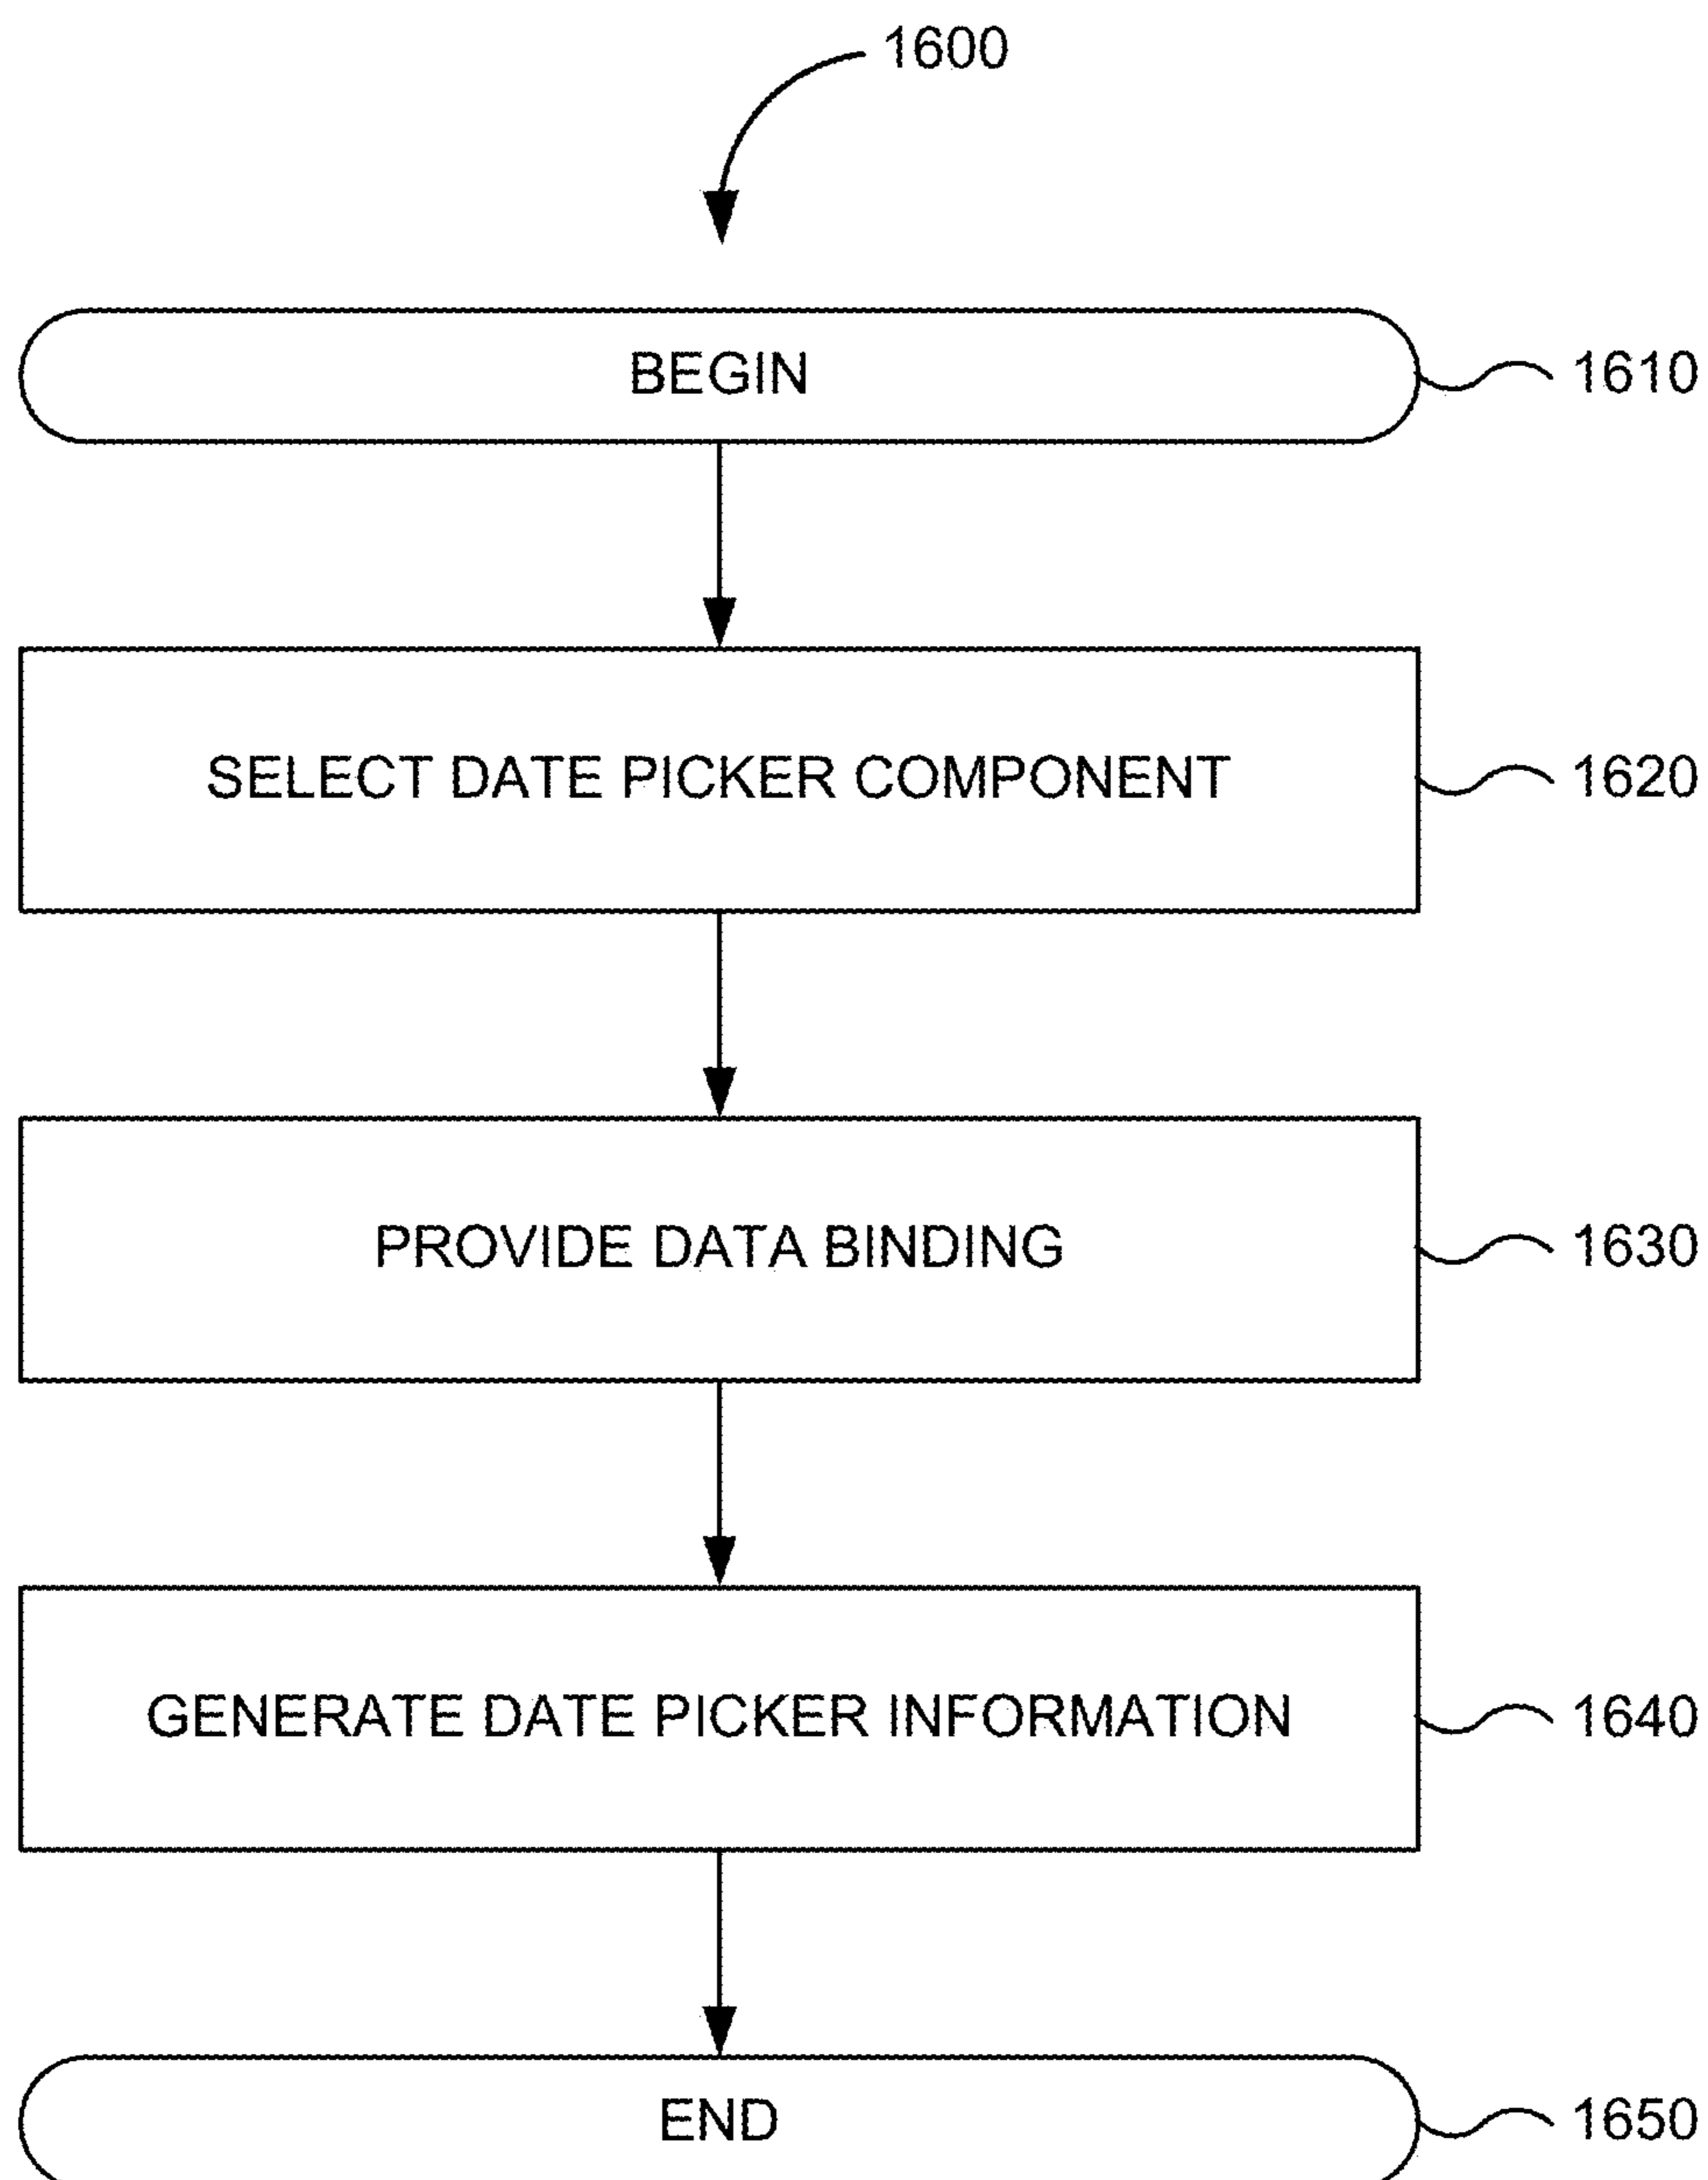 1600
BEGIN
1610
SELECT DATE PICKER COMPONENT
1620
PROVIDE DATA BINDING
1630
GENERATE DATE PICKER INFORMATION
1640
END
1650